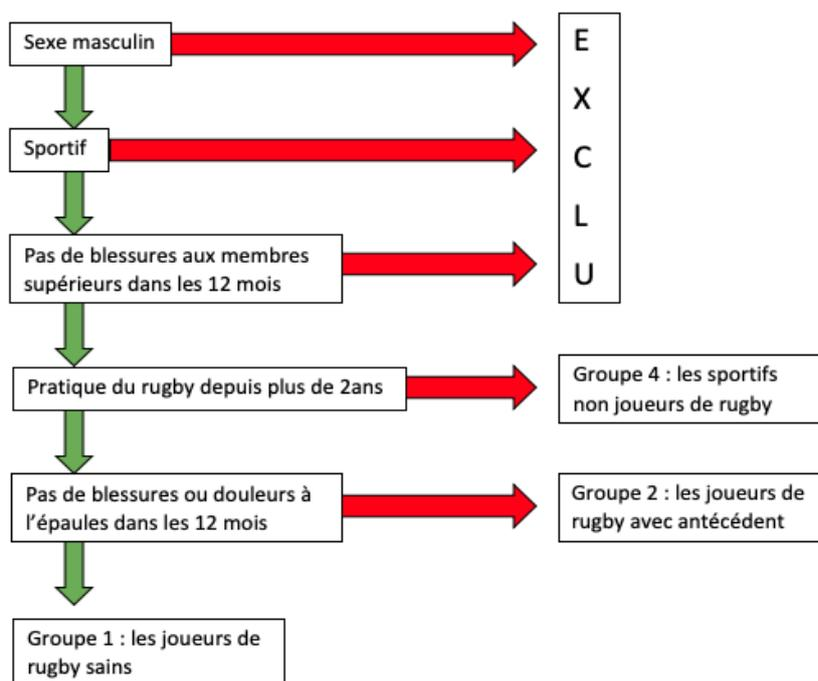 Sexe masculin
E
X
C
L
U
Sportif
Pas de blessures aux membres
supérieurs dans les 12 mois
Pratique du rugby depuis plus de 2ans
Groupe 4 : les sportifs
non joueurs de rugby
Pas de blessures ou douleurs à
l'épaules dans les 12 mois
Groupe 2 : les joueurs de
rugby avec antécédent
Groupe 1 : les joueurs de
rugby sains